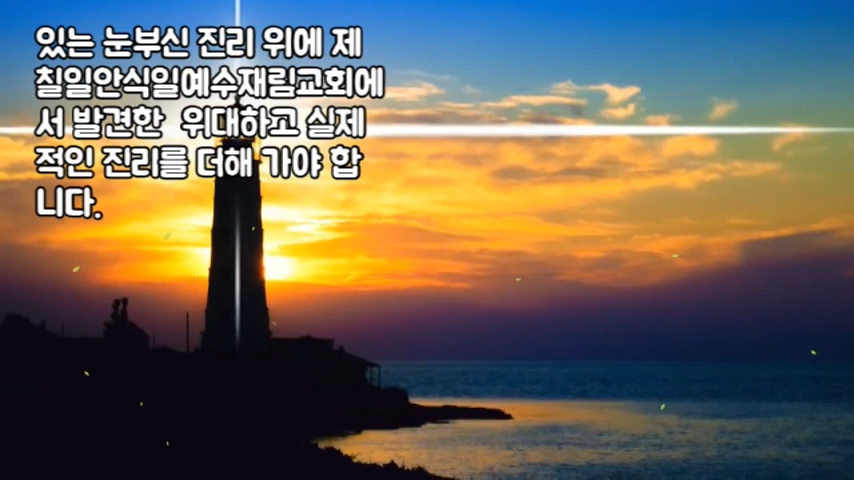 있는 눈부신 진리 위에 제
칠일안식일예수재림교회에
서 발견한  위대하고 실제
적인 진리를 더해 가야 합
니다.